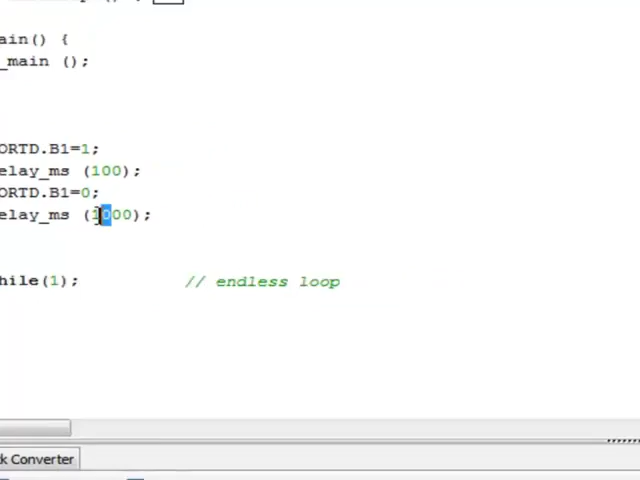 ain() {
_main ();
ORTD.B1=1;
elay_ms (100);
ORTD.B1=0;
elay_ms (1000);
hile(1); // endless loop
k Converter